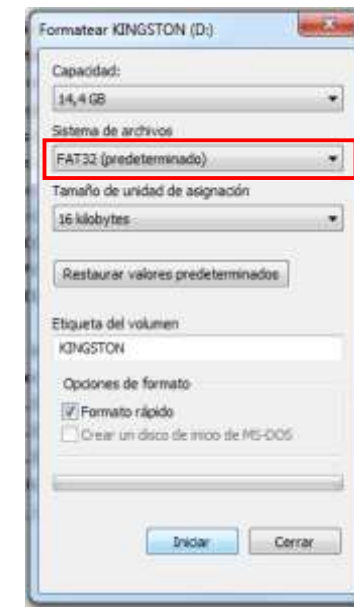 Formatear KINGSTON (D:)
Capacidad:
14,4 GB
Sistema de archivos
FAT32 (predeterminado)
Tamaño de unidad de asignación
16 kilobytes
Restaurar valores predeterminados
Etiqueta del volumen
KINGSTON
Opciones de formato
Formato rápido
Crear un disco de inicio de MS-DOS
Iniciar Cerrar